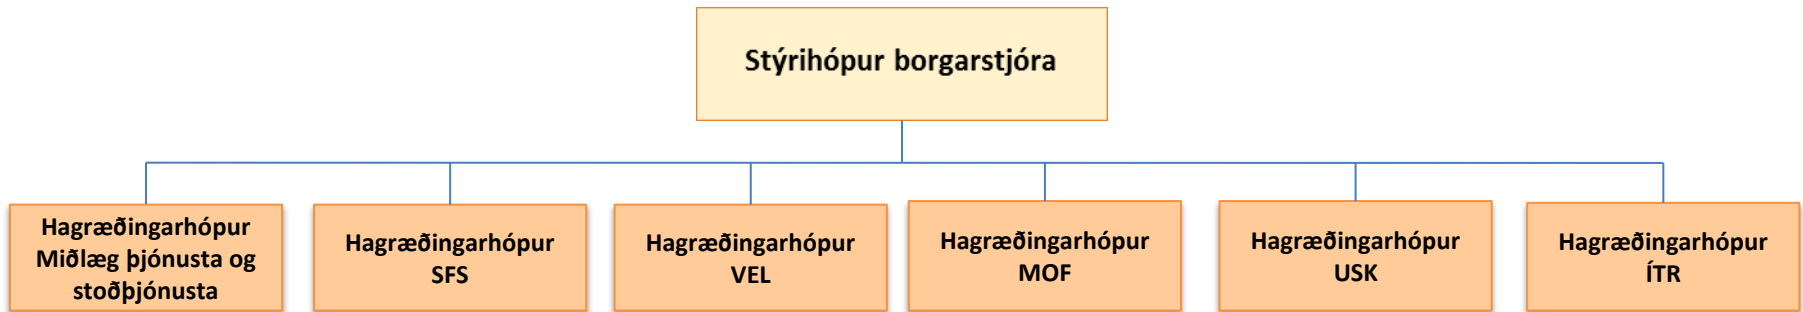 Stýrihópur borgarstjóra
Hagræðingarhópur
Miðlæg þjónusta og
stoðþjónusta
Hagræðingarhópur
SFS
Hagræðingarhópur
VEL
Hagræðingarhópur
MOF
Hagræðingarhópur
USK
Hagræðingarhópur
ÍTR